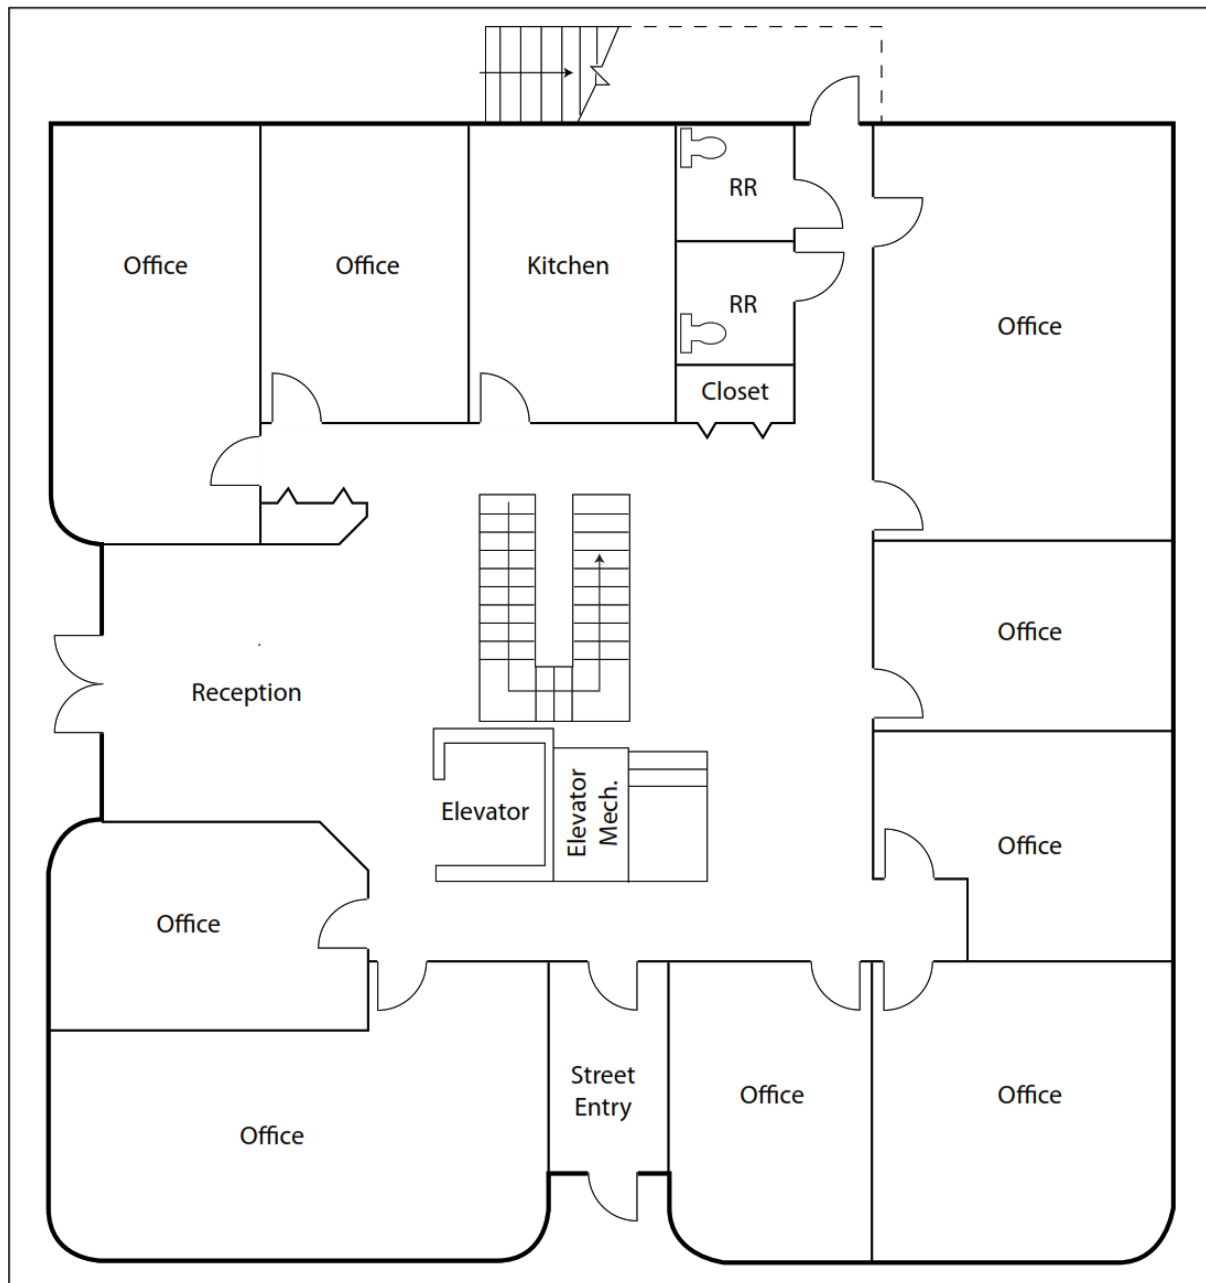 RR
Office
Office
Kitchen
RR
Office
Closet
Office
Reception
Elevator
Elevator
Mech.
Office
Office
Street
Entry
Office
Office
Office